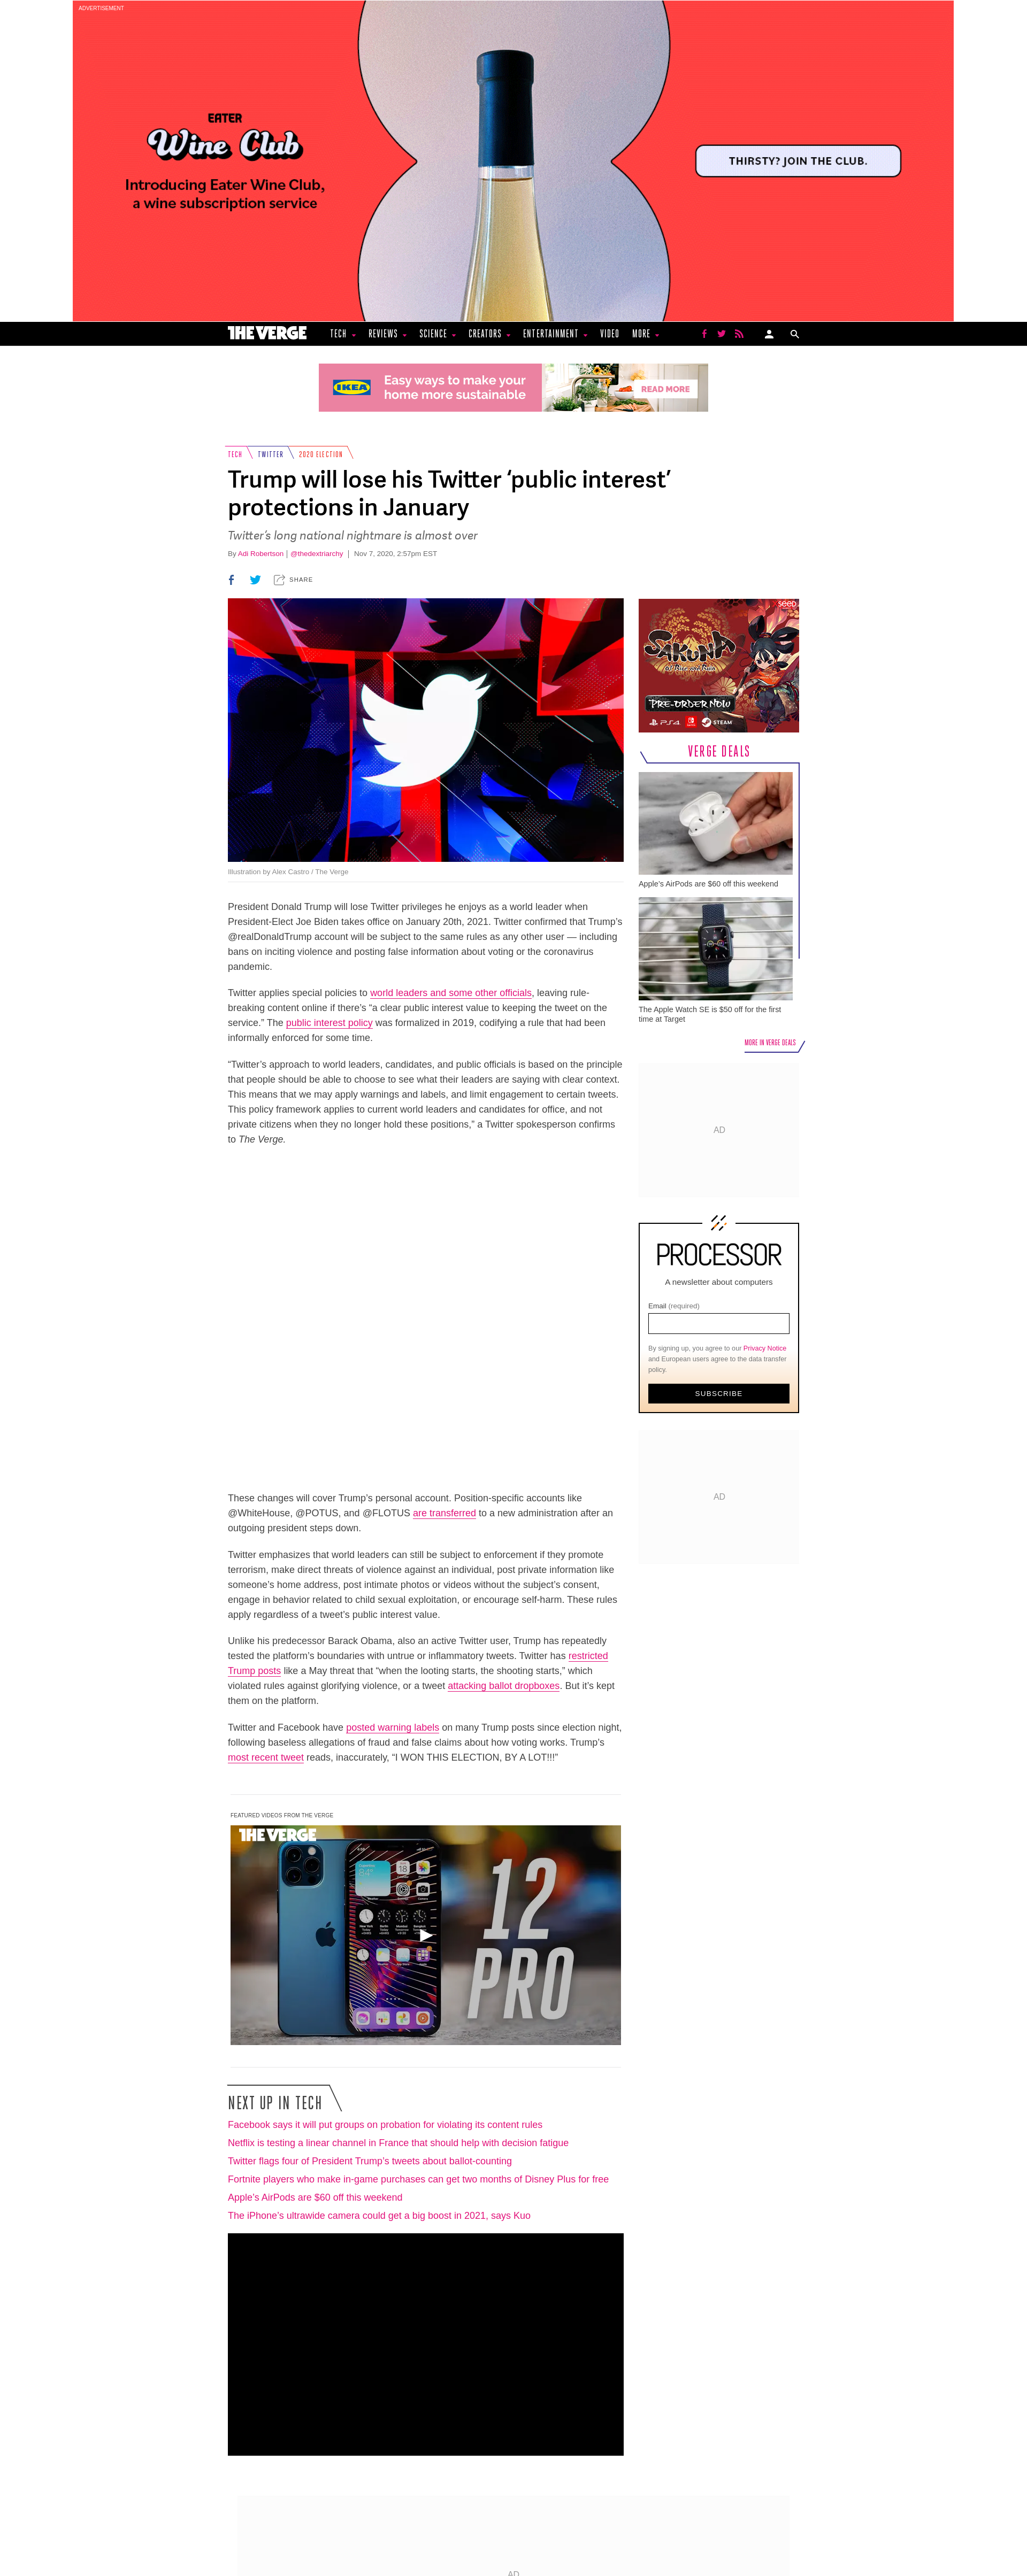 ADVERTISEMENT
EATER
Wine Club
Introducing Eater Wine Club,
a wine subscription service
THIRSTY? JOIN THE CLUB.
THE VERGE
TECH
REVIEWS
SCIENCE
CREATORS
ENTERTAINMENT
VIDEO
MORE
IKEA
Easy ways to make your
home more sustainable
READ MORE
TECH
TWITTER
2020 ELECTION
Trump will lose his Twitter ‘public interest’
protections in January
Twitter’s long national nightmare is almost over
By Adi Robertson | @thedextriarchy | Nov 7, 2020, 2:57pm EST
SHARE
Illustration by Alex Castro / The Verge
President Donald Trump will lose Twitter privileges he enjoys as a world leader when
President-Elect Joe Biden takes office on January 20th, 2021. Twitter confirmed that Trump’s
@realDonaldTrump account will be subject to the same rules as any other user — including
bans on inciting violence and posting false information about voting or the coronavirus
pandemic.
Twitter applies special policies to world leaders and some other officials, leaving rule-
breaking content online if there’s “a clear public interest value to keeping the tweet on the
service.” The public interest policy was formalized in 2019, codifying a rule that had been
informally enforced for some time.
“Twitter’s approach to world leaders, candidates, and public officials is based on the principle
that people should be able to choose to see what their leaders are saying with clear context.
This means that we may apply warnings and labels, and limit engagement to certain tweets.
This policy framework applies to current world leaders and candidates for office, and not
private citizens when they no longer hold these positions,” a Twitter spokesperson confirms
to The Verge.
These changes will cover Trump’s personal account. Position-specific accounts like
@WhiteHouse, @POTUS, and @FLOTUS are transferred to a new administration after an
outgoing president steps down.
Twitter emphasizes that world leaders can still be subject to enforcement if they promote
terrorism, make direct threats of violence against an individual, post private information like
someone’s home address, post intimate photos or videos without the subject’s consent,
engage in behavior related to child sexual exploitation, or encourage self-harm. These rules
apply regardless of a tweet’s public interest value.
Unlike his predecessor Barack Obama, also an active Twitter user, Trump has repeatedly
tested the platform’s boundaries with untrue or inflammatory tweets. Twitter has restricted
Trump posts like a May threat that “when the looting starts, the shooting starts,” which
violated rules against glorifying violence, or a tweet attacking ballot dropboxes. But it’s kept
them on the platform.
Twitter and Facebook have posted warning labels on many Trump posts since election night,
following baseless allegations of fraud and false claims about how voting works. Trump’s
most recent tweet reads, inaccurately, “I WON THIS ELECTION, BY A LOT!!!”
FEATURED VIDEOS FROM THE VERGE
THE VERGE
12
PRO
NEXT UP IN TECH
Facebook says it will put groups on probation for violating its content rules
Netflix is testing a linear channel in France that should help with decision fatigue
Twitter flags four of President Trump’s tweets about ballot-counting
Fortnite players who make in-game purchases can get two months of Disney Plus for free
Apple’s AirPods are $60 off this weekend
The iPhone’s ultrawide camera could get a big boost in 2021, says Kuo
seed
SAKUNA
PRE-ORDER NOW
PS4
STEAM
VERGE DEALS
Apple’s AirPods are $60 off this weekend
The Apple Watch SE is $50 off for the first
time at Target
MORE IN VERGE DEALS
AD
PROCESSOR
A newsletter about computers
Email (required)
By signing up, you agree to our Privacy Notice
and European users agree to the data transfer
policy.
SUBSCRIBE
AD
AD